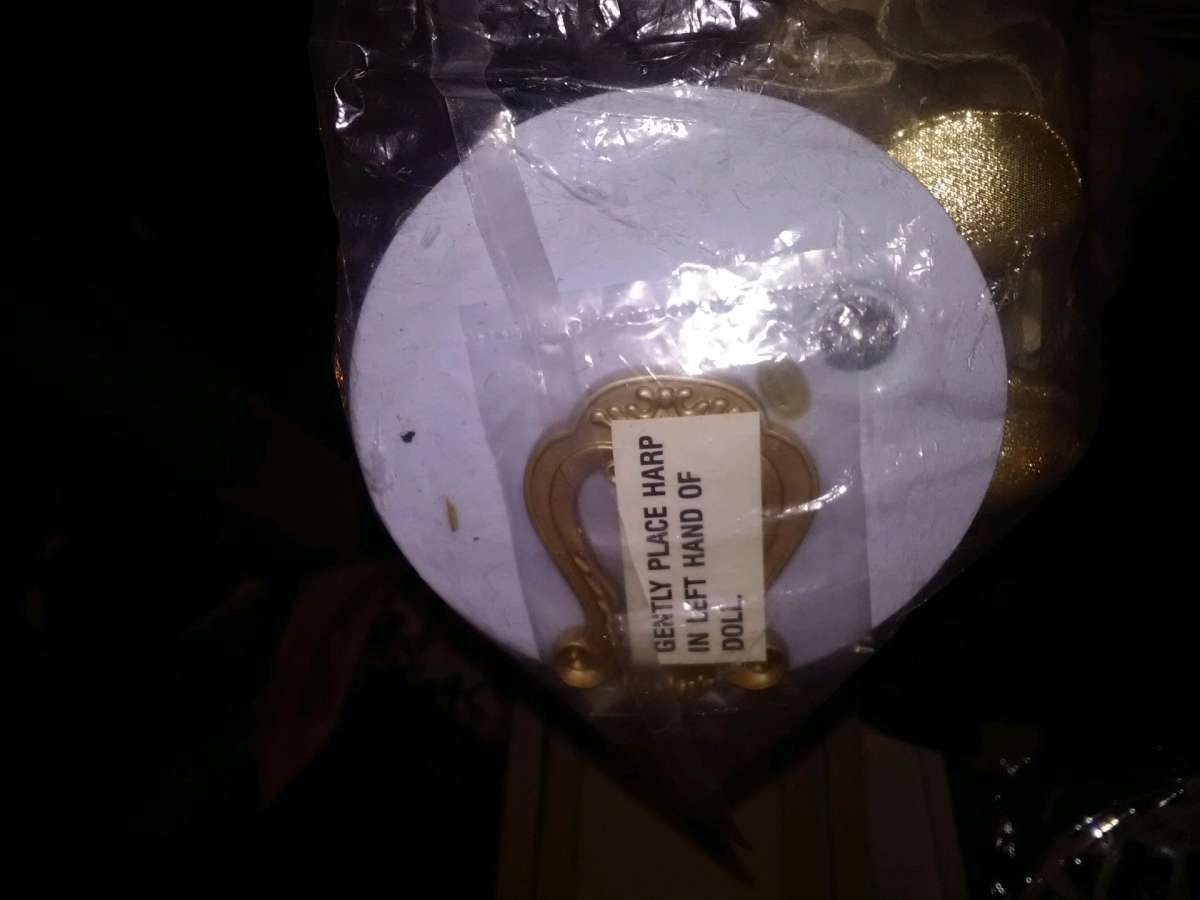 GENTLY PLACE HARP
IN LEFT HAND OF
DOLL.